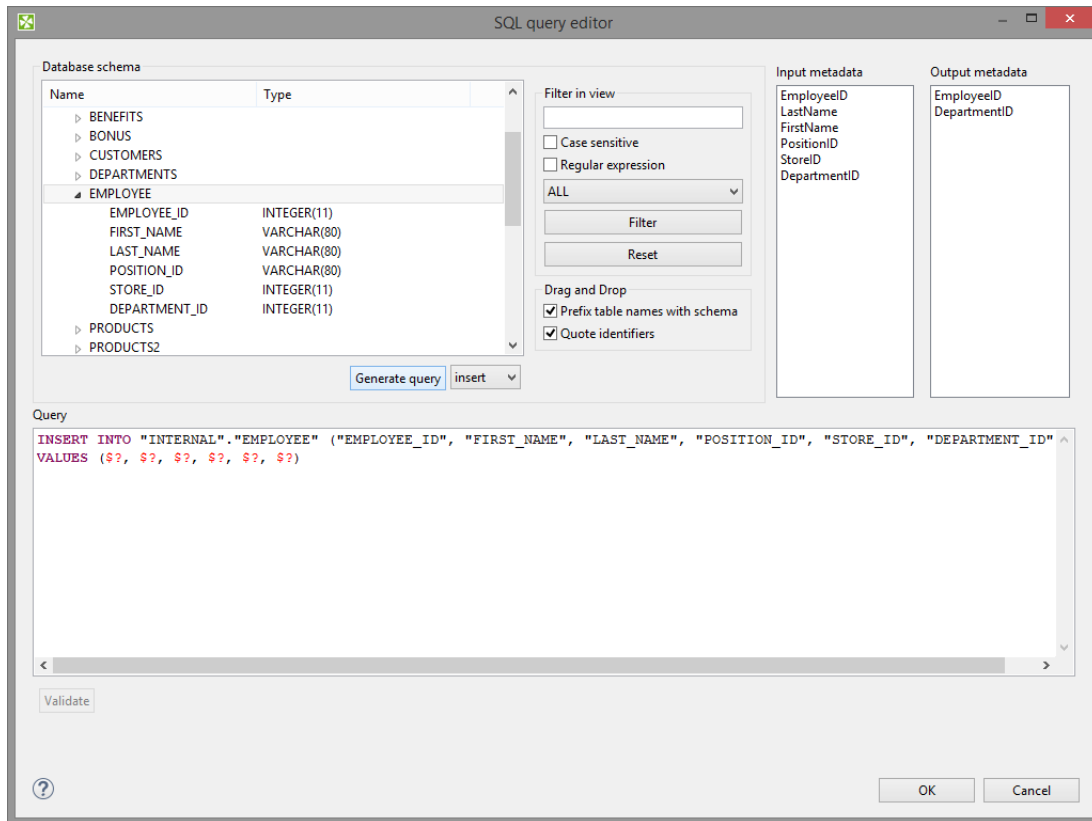 SQL query editor
Database schema
Name Type
BENEFITS
BONUS
CUSTOMERS
DEPARTMENTS
EMPLOYEE
EMPLOYEE_ID INTEGER(11)
FIRST_NAME VARCHAR(80)
LAST_NAME VARCHAR(80)
POSITION_ID VARCHAR(80)
STORE_ID INTEGER(11)
DEPARTMENT_ID INTEGER(11)
PRODUCTS
PRODUCTS2
Generate query insert
Filter in view
Case sensitive
Regular expression
ALL
Filter
Reset
Drag and Drop
Prefix table names with schema
Quote identifiers
Input metadata
EmployeeID
LastName
FirstName
PositionID
StoreID
DepartmentID
Output metadata
EmployeeID
DepartmentID
Query
INSERT INTO "INTERNAL"."EMPLOYEE" ("EMPLOYEE_ID", "FIRST_NAME", "LAST_NAME", "POSITION_ID", "STORE_ID", "DEPARTMENT_ID"
VALUES ($?, $?, $?, $?, $?, $?)
Validate
?
OK Cancel